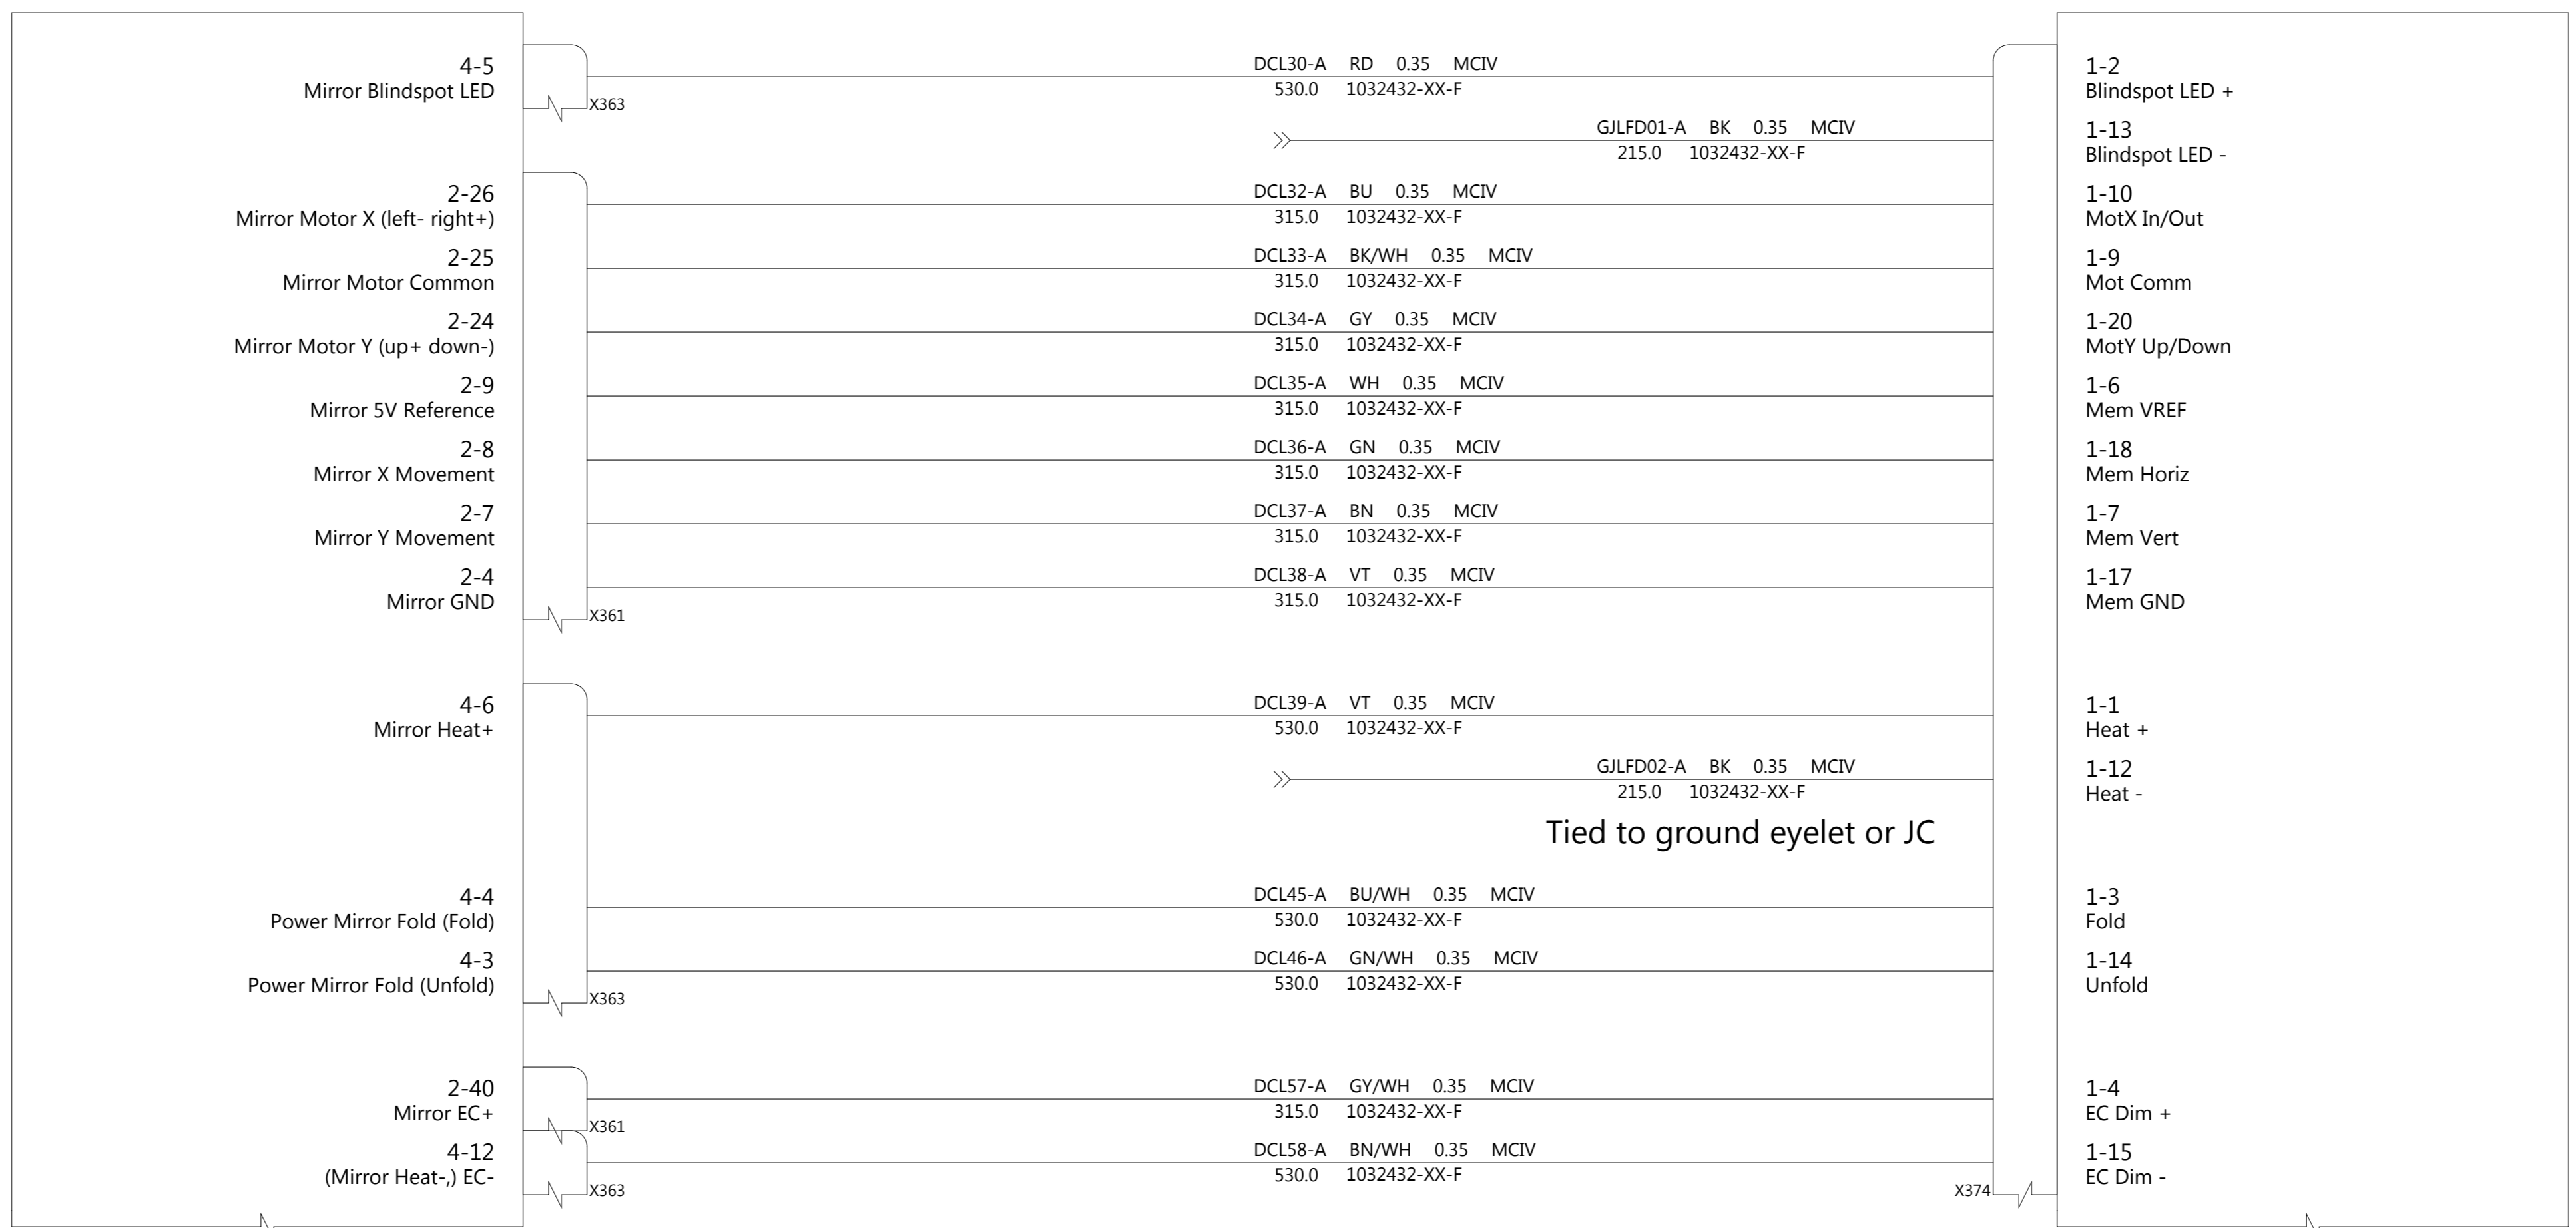 4-5
Mirror Blindspot LED
X363
DCL30-A RD 0.35 MCIV
530.0 1032432-XX-F
1-2
Blindspot LED +
GJLFD01-A BK 0.35 MCIV
215.0 1032432-XX-F
1-13
Blindspot LED -
2-26
Mirror Motor X (left- right+)
DCL32-A BU 0.35 MCIV
315.0 1032432-XX-F
1-10
MotX In/Out
2-25
Mirror Motor Common
DCL33-A BK/WH 0.35 MCIV
315.0 1032432-XX-F
1-9
Mot Comm
2-24
Mirror Motor Y (up+ down-)
DCL34-A GY 0.35 MCIV
315.0 1032432-XX-F
1-20
MotY Up/Down
2-9
Mirror 5V Reference
DCL35-A WH 0.35 MCIV
315.0 1032432-XX-F
1-6
Mem VREF
2-8
Mirror X Movement
DCL36-A GN 0.35 MCIV
315.0 1032432-XX-F
1-18
Mem Horiz
2-7
Mirror Y Movement
DCL37-A BN 0.35 MCIV
315.0 1032432-XX-F
1-7
Mem Vert
2-4
Mirror GND
X361
DCL38-A VT 0.35 MCIV
315.0 1032432-XX-F
1-17
Mem GND
4-6
Mirror Heat+
DCL39-A VT 0.35 MCIV
530.0 1032432-XX-F
1-1
Heat +
GJLFD02-A BK 0.35 MCIV
215.0 1032432-XX-F
1-12
Heat -
Tied to ground eyelet or JC
4-4
Power Mirror Fold (Fold)
DCL45-A BU/WH 0.35 MCIV
530.0 1032432-XX-F
1-3
Fold
4-3
Power Mirror Fold (Unfold)
X363
DCL46-A GN/WH 0.35 MCIV
530.0 1032432-XX-F
1-14
Unfold
2-40
Mirror EC+
X361
DCL57-A GY/WH 0.35 MCIV
315.0 1032432-XX-F
1-4
EC Dim +
4-12
(Mirror Heat-,) EC-
X363
DCL58-A BN/WH 0.35 MCIV
530.0 1032432-XX-F
X374
1-15
EC Dim -